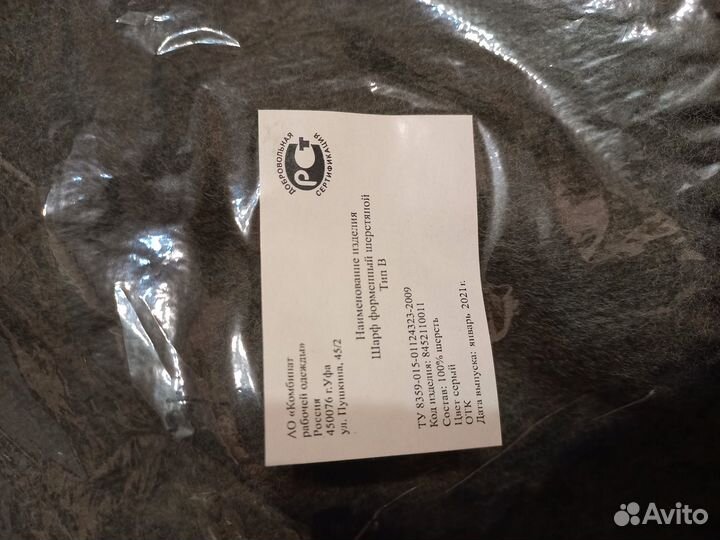 АО «Комбинат
рабочей одежды»
Россия
450076 г.Уфа
ул. Пушкина, 45/2
ДОБРОВОЛЬНАЯ
РСТ
СЕРТИФИКАЦИЯ
Наименование изделия
Шарф форменный шерстяной
Тип В
ТУ 8359-015-01124323-2009
Код изделия: 8452110011
Состав: 100% шерсть
Цвет серый
ОТК
Дата выпуска: январь 2021г.
Avito